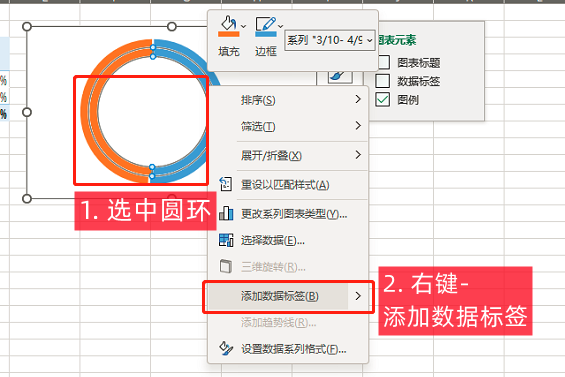 填充
边框
系列 "3/10- 4/9
图表元素
图表标题
数据标签
图例
%
%
%
排序(S)
筛选(T)
展开/折叠(X)
重设以匹配样式(A)
更改系列图表类型(Y)...
选择数据(E)...
三维旋转(R)...
添加数据标签(B)
添加趋势线(R)...
设置数据系列格式(F)...
1. 选中圆环
2. 右键-
添加数据标签